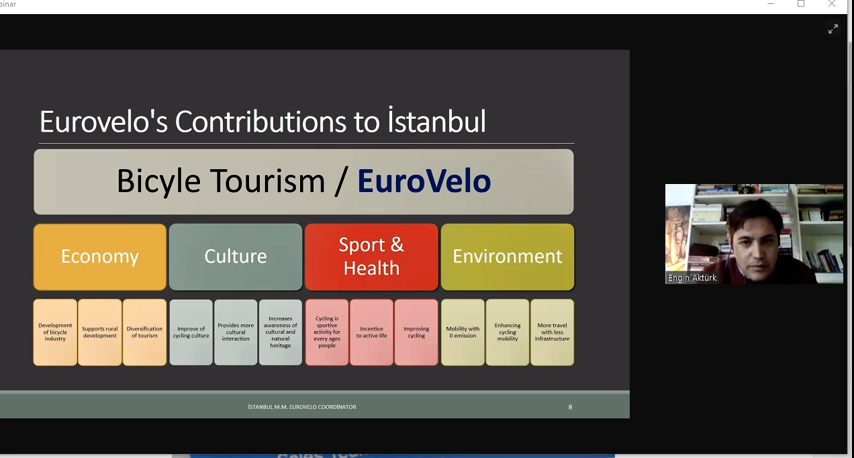 inar
Eurovelo's Contributions to İstanbul
Bicyle Tourism / EuroVelo
Economy
Culture
Sport &
Health
Environment
Development
of bicycle
industry
Supports rural
development
Diversification
of tourism
Improve of
cycling culture
Provides more
cultural
interaction
Increases
awareness of
cultural and
natural
heritage
Cycling is
sportive
activity for
every ages
people
Incentive
to active life
Improving
cycling
Mobility with
0 emission
Enhancing
cycling
mobility
More travel
with less
infrastructure
İSTANBUL M.M. EUROVELO COORDİNATOR
8
Engin Aktürk